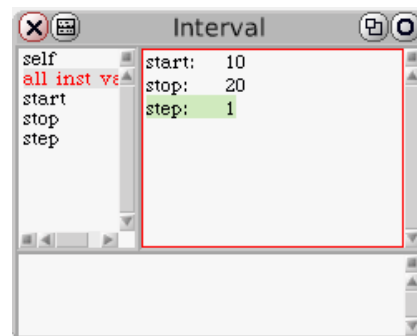 Interval
self
all inst va
start
stop
step
start: 10
stop: 20
step: 1